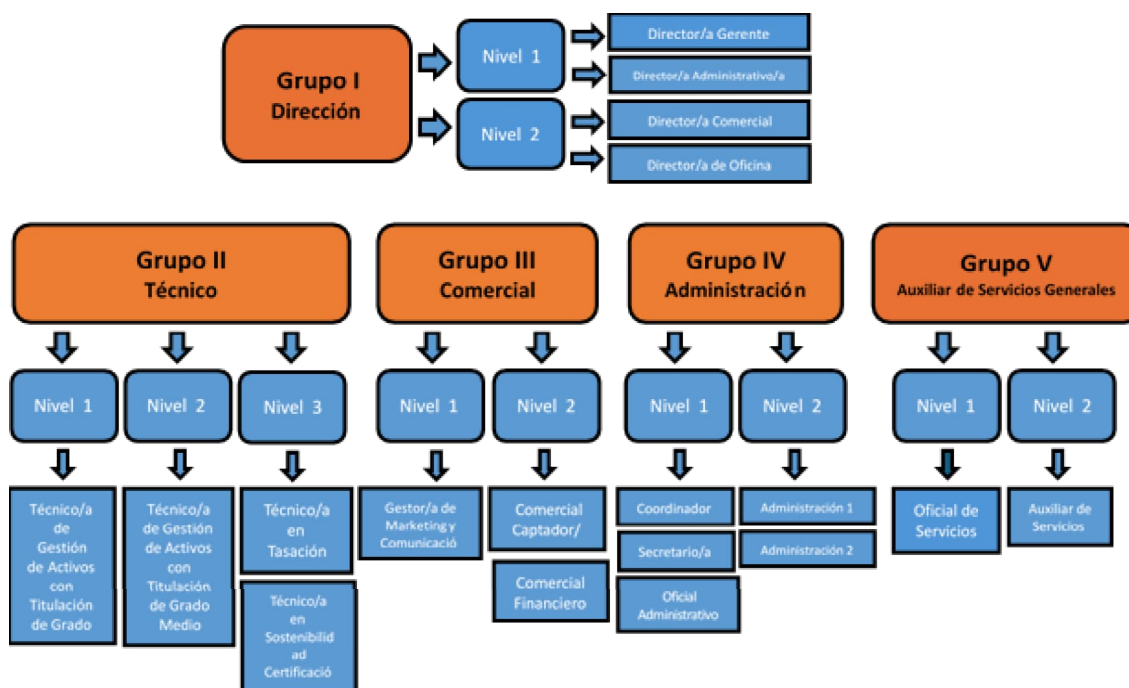 Grupo I
Dirección
Nivel 1
Director/a Gerente
Director/a Administrativo/a
Nivel 2
Director/a Comercial
Director/a de Oficina
Grupo II
Técnico
Nivel 1
Técnico/a
de
Gestión
de Activos
con
Titulación
de Grado
Nivel 2
Técnico/a
de Gestión
de Activos
con
Titulación
de Grado
Medio
Nivel 3
Técnico/a
en
Tasación
Técnico/a
en
Sostenibilid
ad
Certificació
Grupo III
Comercial
Nivel 1
Gestor/a de
Marketing y
Comunicació
Nivel 2
Comercial
Captador/
Comercial
Financiero
Grupo IV
Administración
Nivel 1
Coordinador
Secretario/a
Oficial
Administrativo
Nivel 2
Administración 1
Administración 2
Grupo V
Auxiliar de Servicios Generales
Nivel 1
Oficial de
Servicios
Nivel 2
Auxiliar de
Servicios